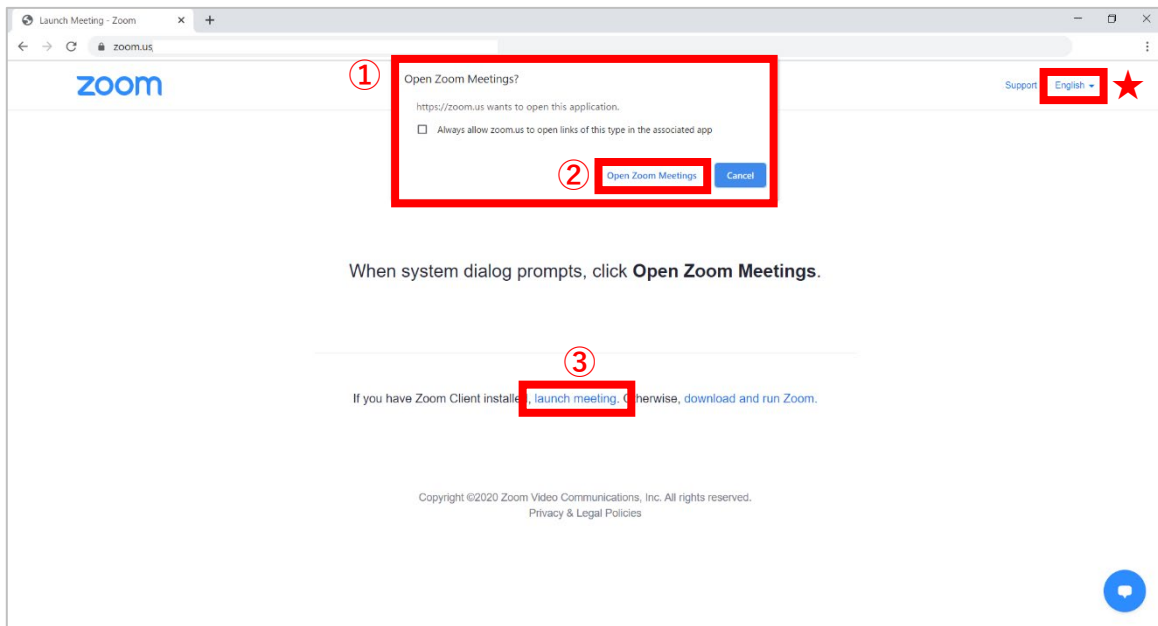 Launch Meeting - Zoom
zoom.us
zoom
①
Open Zoom Meetings?
https://zoom.us wants to open this application.
Always allow zoom.us to open links of this type in the associated app
②
Open Zoom Meetings
Cancel
Support
English
★
When system dialog prompts, click Open Zoom Meetings.
③
If you have Zoom Client installed, launch meeting. Otherwise, download and run Zoom.
Copyright ©2020 Zoom Video Communications, Inc. All rights reserved.
Privacy & Legal Policies